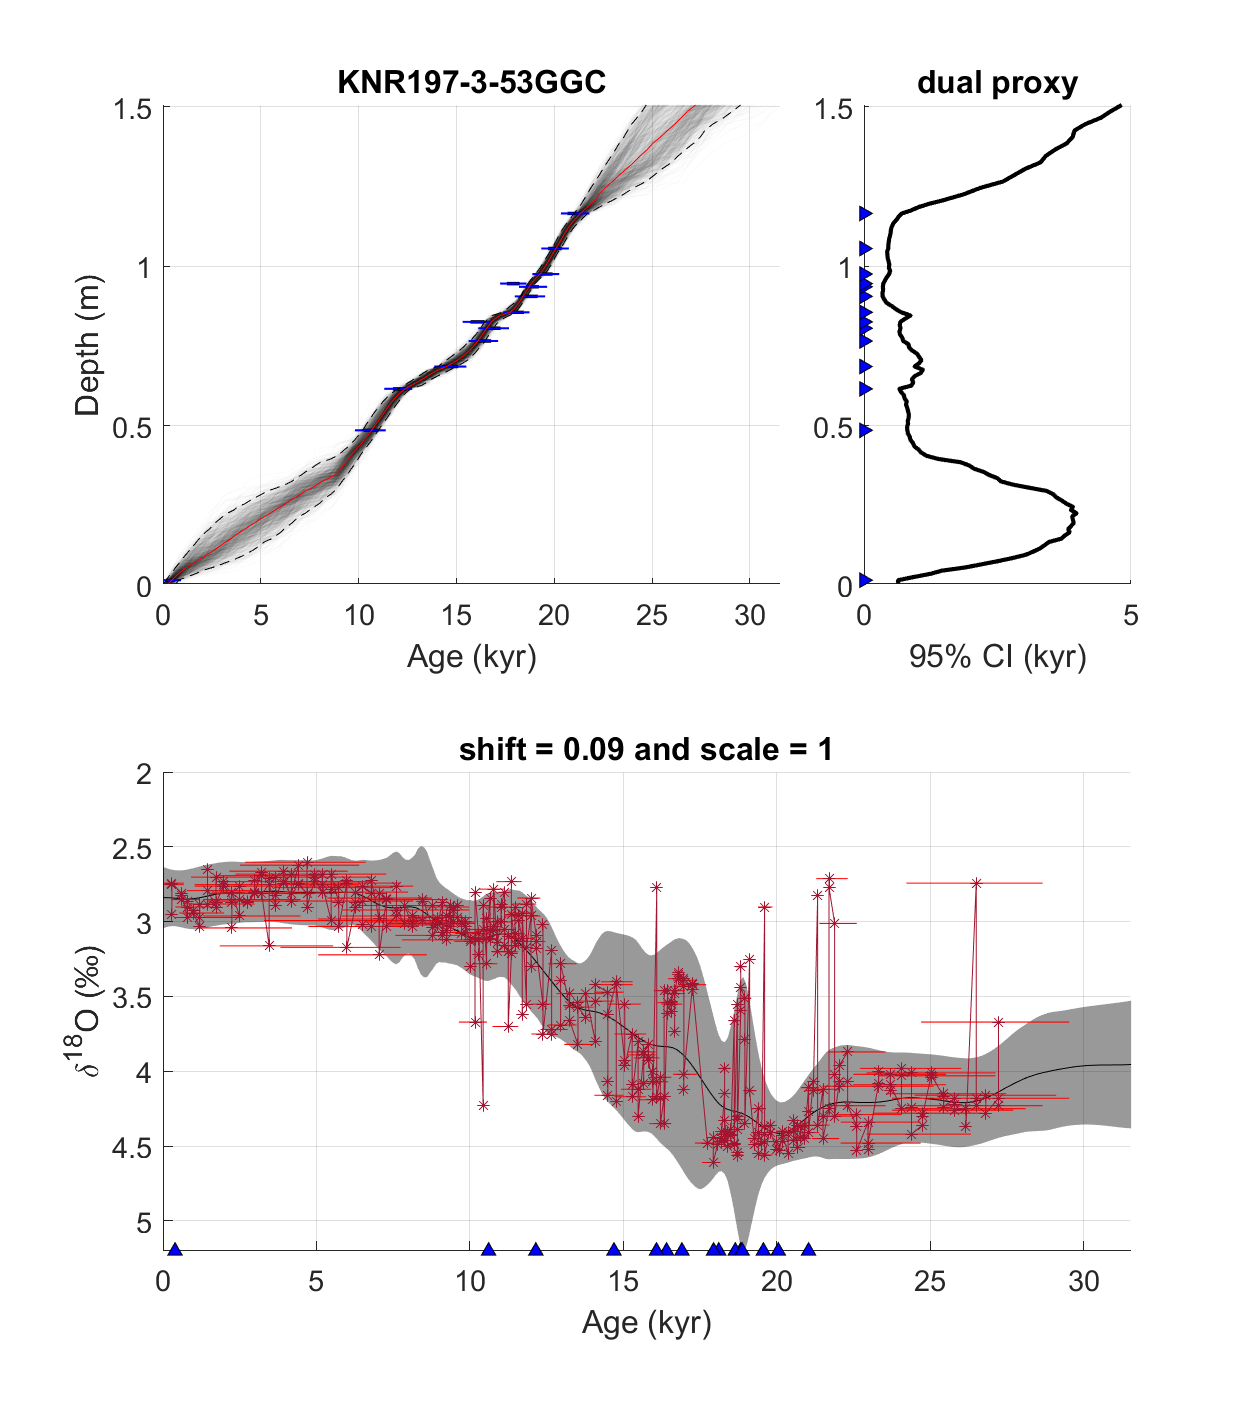 KNR197-3-53GGC
dual proxy
1.5
1
0.5
0
Depth (m)
0 5 10 15 20 25 30
Age (kyr)
1.5
1
0.5
0
0 5
95% CI (kyr)
shift = 0.09 and scale = 1
2
2.5
3
3.5
4
4.5
5
δ¹⁸O (‰)
0 5 10 15 20 25 30
Age (kyr)